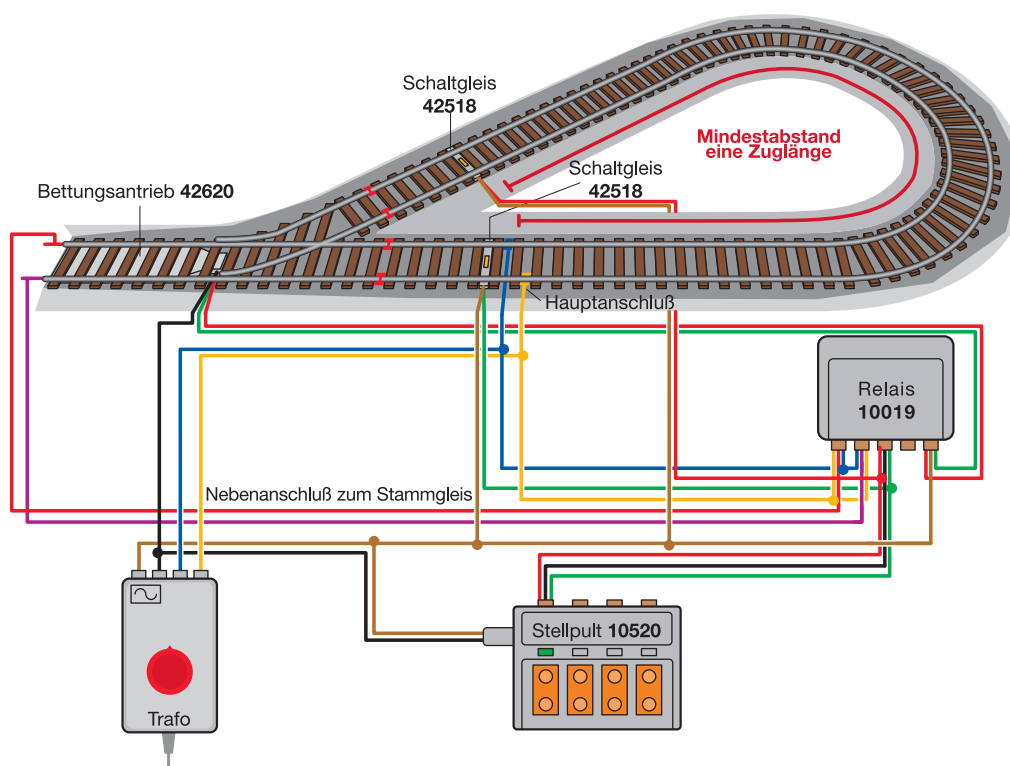 Schaltgleis
42518
Mindestabstand
eine Zuglänge
Schaltgleis
42518
Bettungsantrieb 42620
Hauptanschluß
Relais
10019
Nebenanschluß zum Stammgleis
Stellpult 10520
Trafo